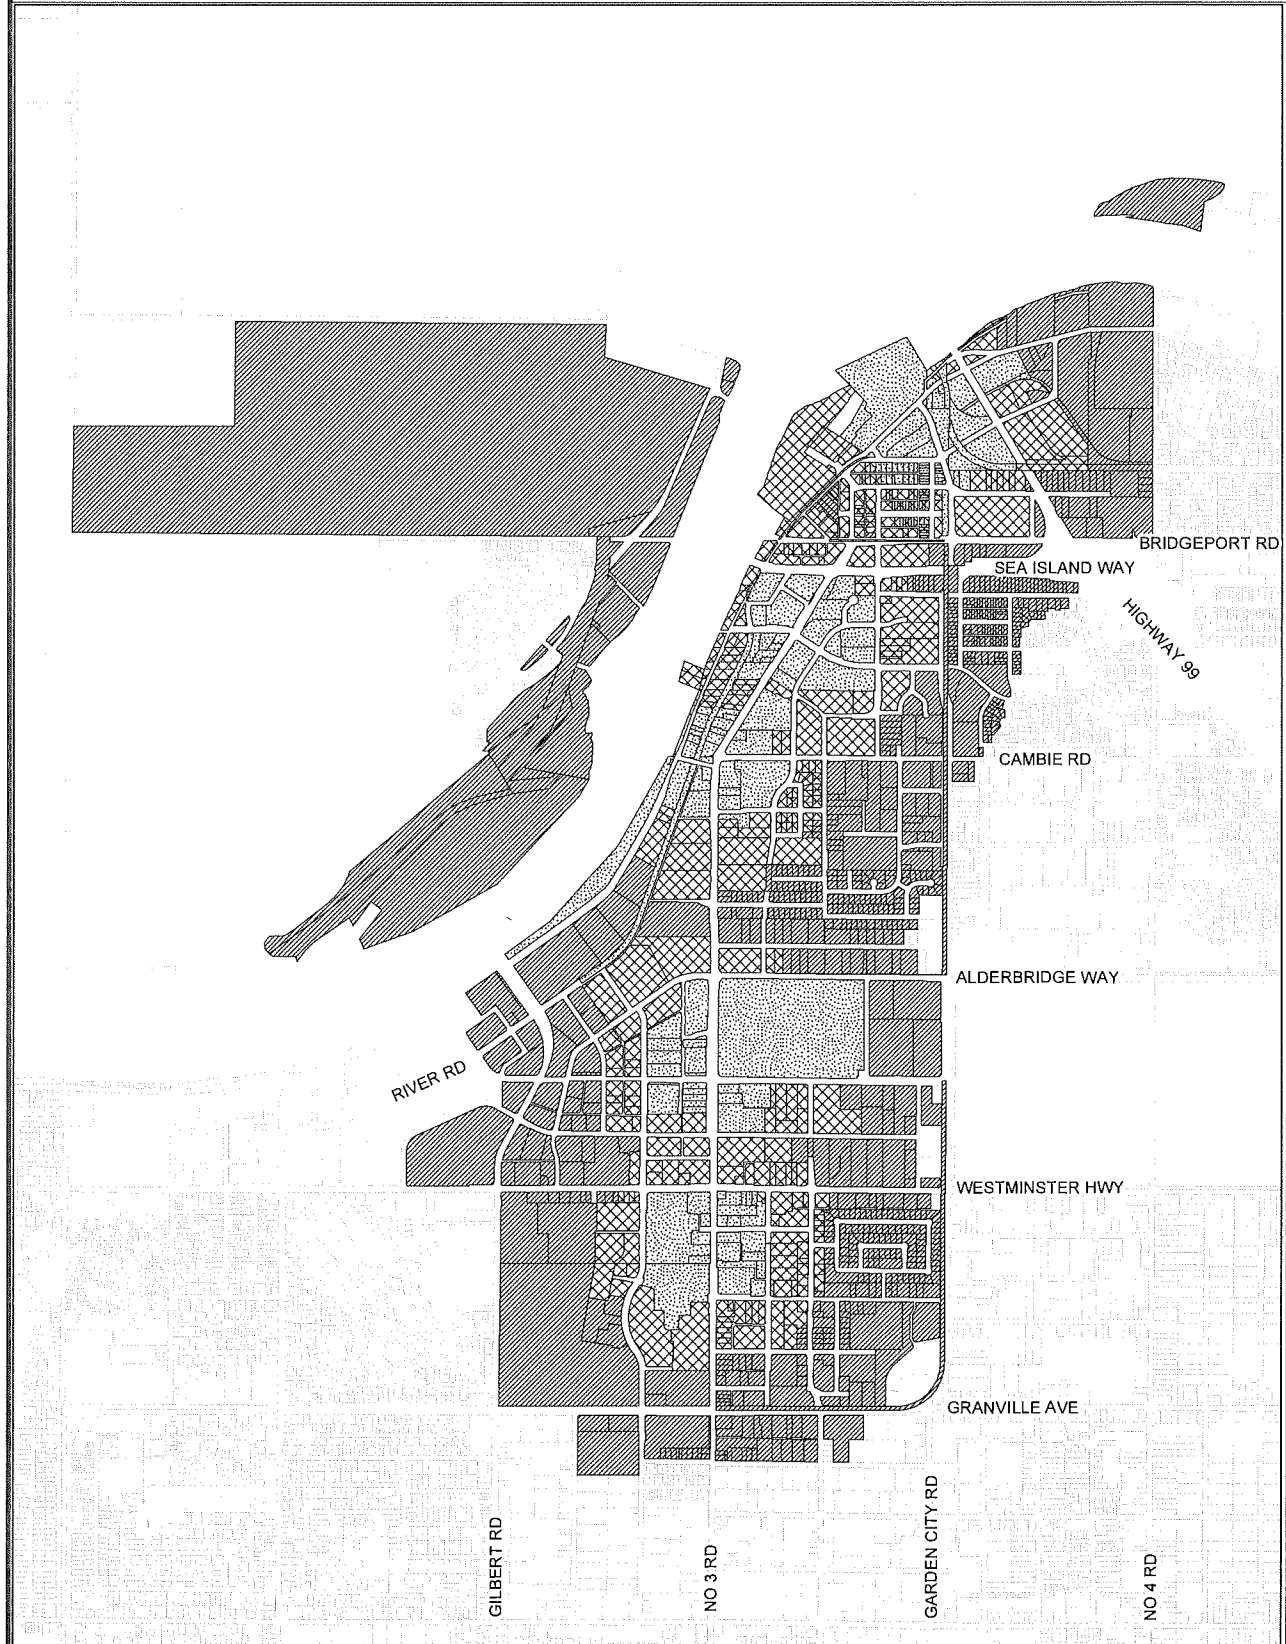 BRIDGEPORT RD
SEA ISLAND WAY
HIGHWAY 99
CAMBIE RD
ALDERBRIDGE WAY
RIVER RD
WESTMINSTER HWY
GRANVILLE AVE
GILBERT RD
NO 3 RD
GARDEN CITY RD
NO 4 RD